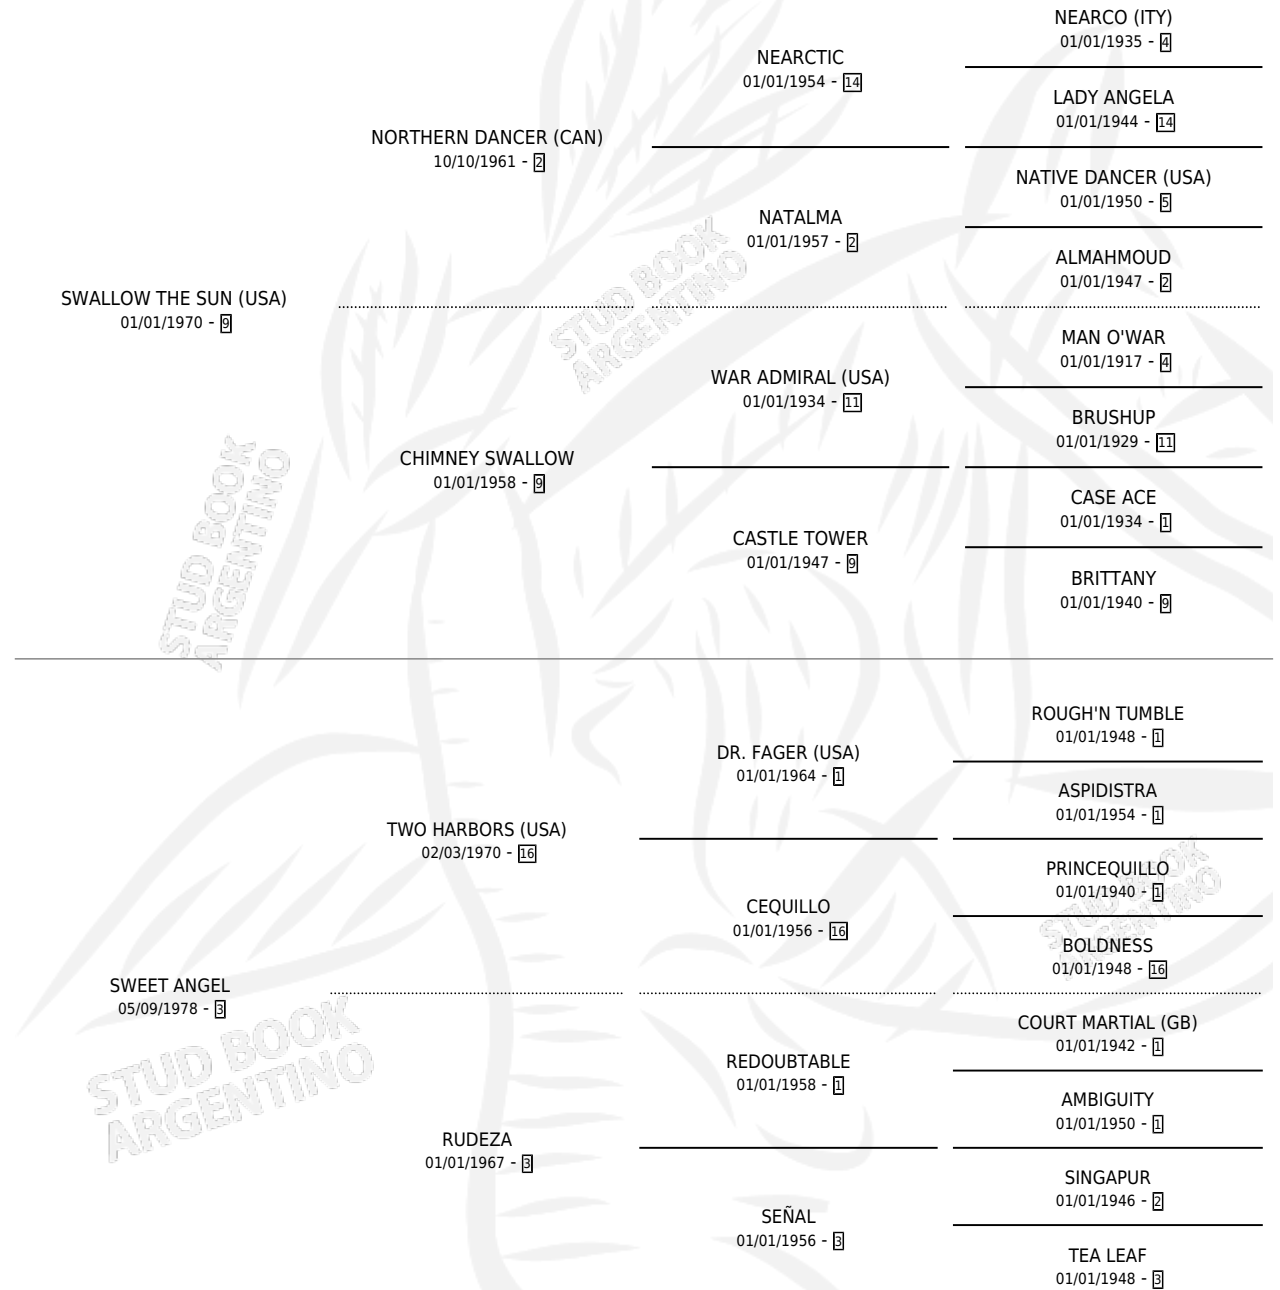 NEARCO (ITY)
01/01/1935 - 4
NEARCTIC
01/01/1954 - 14
LADY ANGELA
01/01/1944 - 14
NORTHERN DANCER (CAN)
10/10/1961 - 2
NATIVE DANCER (USA)
01/01/1950 - 5
NATALMA
01/01/1957 - 2
ALMAHMOUD
01/01/1947 - 2
SWALLOW THE SUN (USA)
01/01/1970 - 9
STUD BOOK
ARGENTINO
MAN O'WAR
01/01/1917 - 4
WAR ADMIRAL (USA)
01/01/1934 - 11
BRUSHUP
01/01/1929 - 11
CHIMNEY SWALLOW
01/01/1958 - 9
CASE ACE
01/01/1934 - 1
CASTLE TOWER
01/01/1947 - 9
BRITTANY
01/01/1940 - 9
STUD BOOK
ARGENTINO
ROUGH'N TUMBLE
01/01/1948 - 1
DR. FAGER (USA)
01/01/1964 - 1
ASPIDISTRA
01/01/1954 - 1
TWO HARBORS (USA)
02/03/1970 - 16
PRINCEQUILLO
01/01/1940 - 1
CEQUILLO
01/01/1956 - 16
STUD BOOK
ARGENTINO
BOLDNESS
01/01/1948 - 16
SWEET ANGEL
05/09/1978 - 3
COURT MARTIAL (GB)
01/01/1942 - 1
STUD BOOK
ARGENTINO
REDOUBTABLE
01/01/1958 - 1
AMBIGUITY
01/01/1950 - 1
RUDEZA
01/01/1967 - 3
SINGAPUR
01/01/1946 - 2
SEÑAL
01/01/1956 - 3
TEA LEAF
01/01/1948 - 3